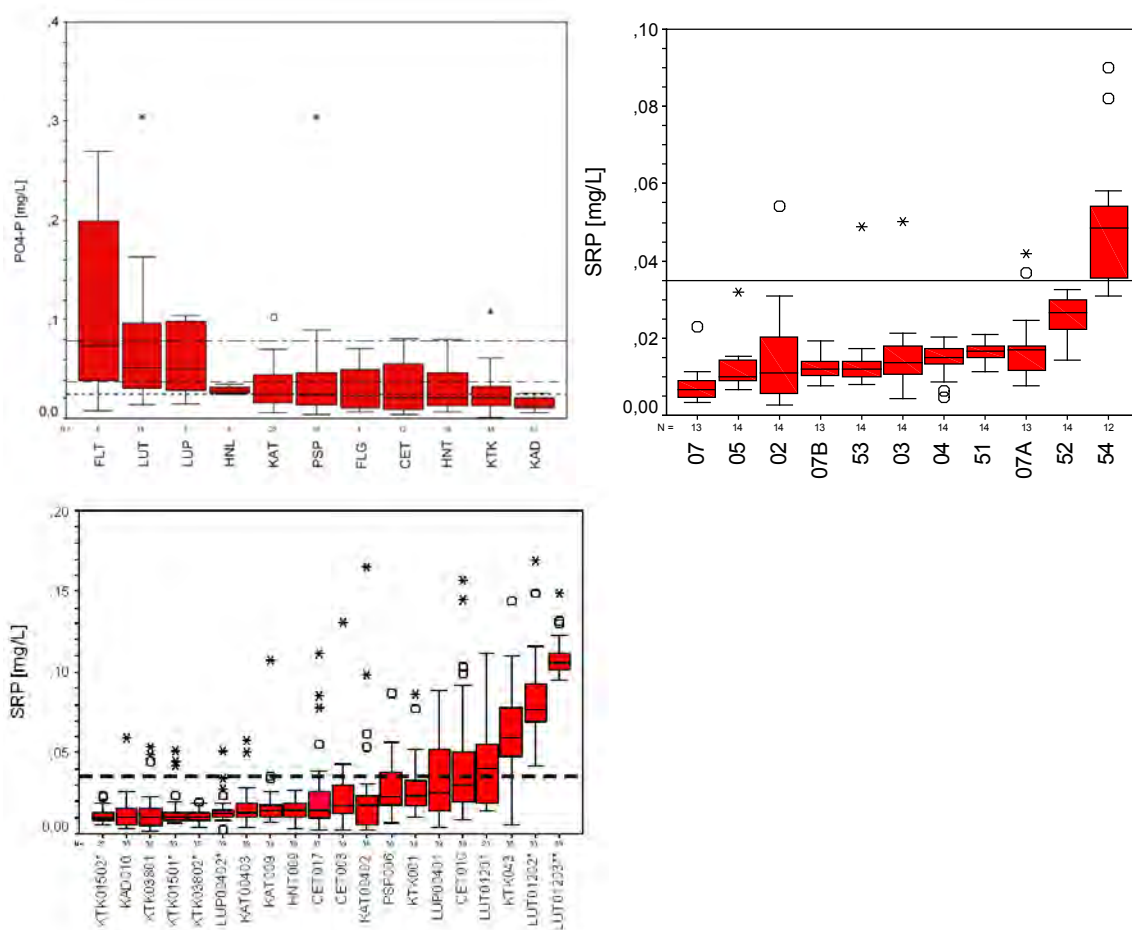 ,4
,3
,2
,1
0,0
PO4-P [mg/L]
FLT LUT LUP HNL KAT PSP FLG CET HNT KTK KAD
,10
,08
,06
,04
,02
0,00
SRP [mg/L]
N = 13 14 14 14 14 14 14 14 13 14 12
07 05 02 07B 53 03 04 51 07A 52 54
,20
,15
,10
,05
0,00
SRP [mg/L]
KTK01502* KAD010 KTK03801 KTK01501* KTK03802* LUP00402* KAT00403 KAT009 HNT009 CET017 CET003 KAT00402 PSP006 KTK001 LUP00401 CET010 LUT01201 KTK043 LUT01202* LUT01203**